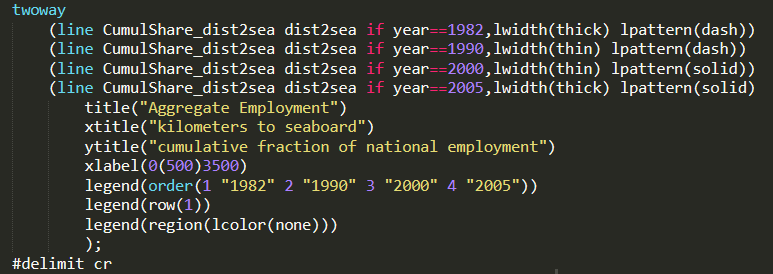 twoway
(line CumulShare_dist2sea dist2sea if year==1982,lwidth(thick) lpattern(dash))
(line CumulShare_dist2sea dist2sea if year==1990,lwidth(thin) lpattern(dash))
(line CumulShare_dist2sea dist2sea if year==2000,lwidth(thin) lpattern(solid))
(line CumulShare_dist2sea dist2sea if year==2005,lwidth(thick) lpattern(solid)
title("Aggregate Employment")
xtitle("kilometers to seaboard")
ytitle("cumulative fraction of national employment")
xlabel(0(500)3500)
legend(order(1 "1982" 2 "1990" 3 "2000" 4 "2005"))
legend(row(1))
legend(region(lcolor(none)))
);
#delimit cr